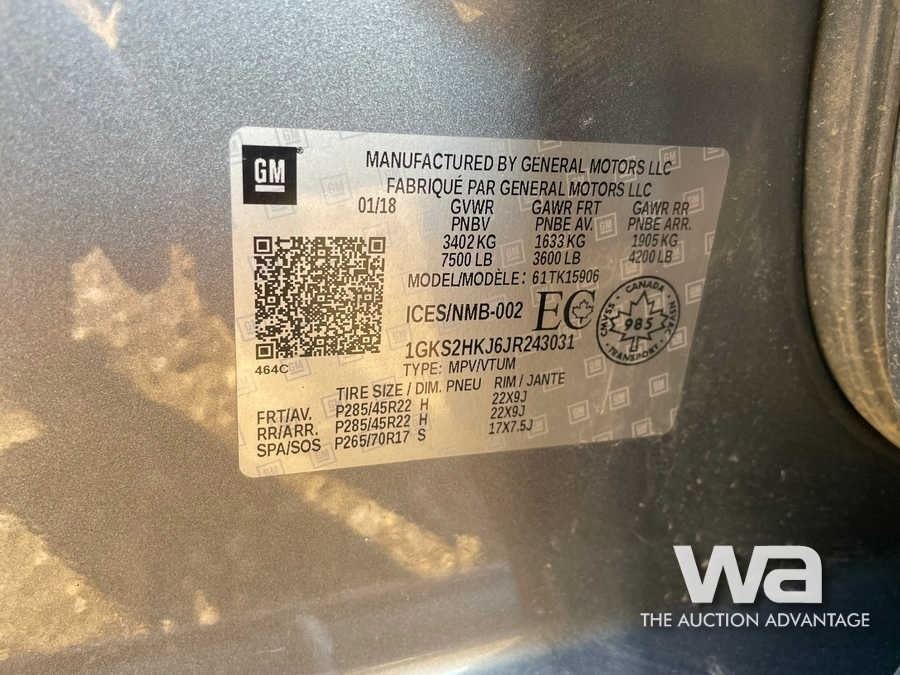 GM
MANUFACTURED BY GENERAL MOTORS LLC
FABRIQUÉ PAR GENERAL MOTORS LLC
01/18 GVWR GAWR FRT GAWR RR
PNBV PNBE AV. PNBE ARR.
3402 KG 1633 KG 1905 KG
7500 LB 3600 LB 4200 LB
MODEL/MODÈLE: 61TK15906
ICES/NMB-002 EC
CANADA
CMVSS
NSVAC
985
TRANSPORT
1GKS2HKJ6JR243031
464C
TYPE: MPV/VTUM
TIRE SIZE / DIM. PNEU RIM / JANTE
FRT/AV. P285/45R22 H 22X9J
RR/ARR. P285/45R22 H 22X9J
SPA/SOS P265/70R17 S 17X7.5J
wa
THE AUCTION ADVANTAGE